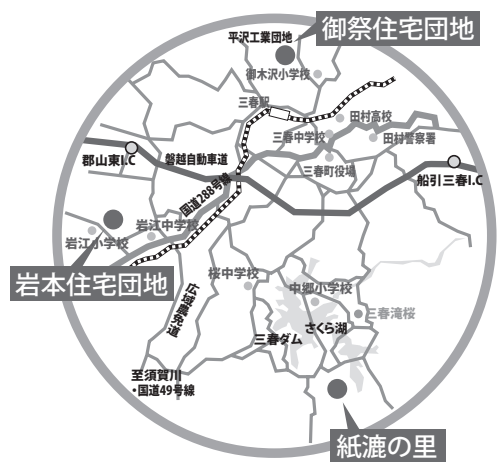 御祭住宅団地
平沢工業団地
御木沢小学校
三春駅
田村高校
三春中学校
田村警察署
三春町役場
郡山東I.C
磐越自動車道
船引三春I.C
国道288号線
岩江中学校
岩江小学校
岩本住宅団地
桜中学校
中郷小学校
広域農免道
三春滝桜
さくら湖
三春ダム
至須賀川
・国道49号線
紙漉の里